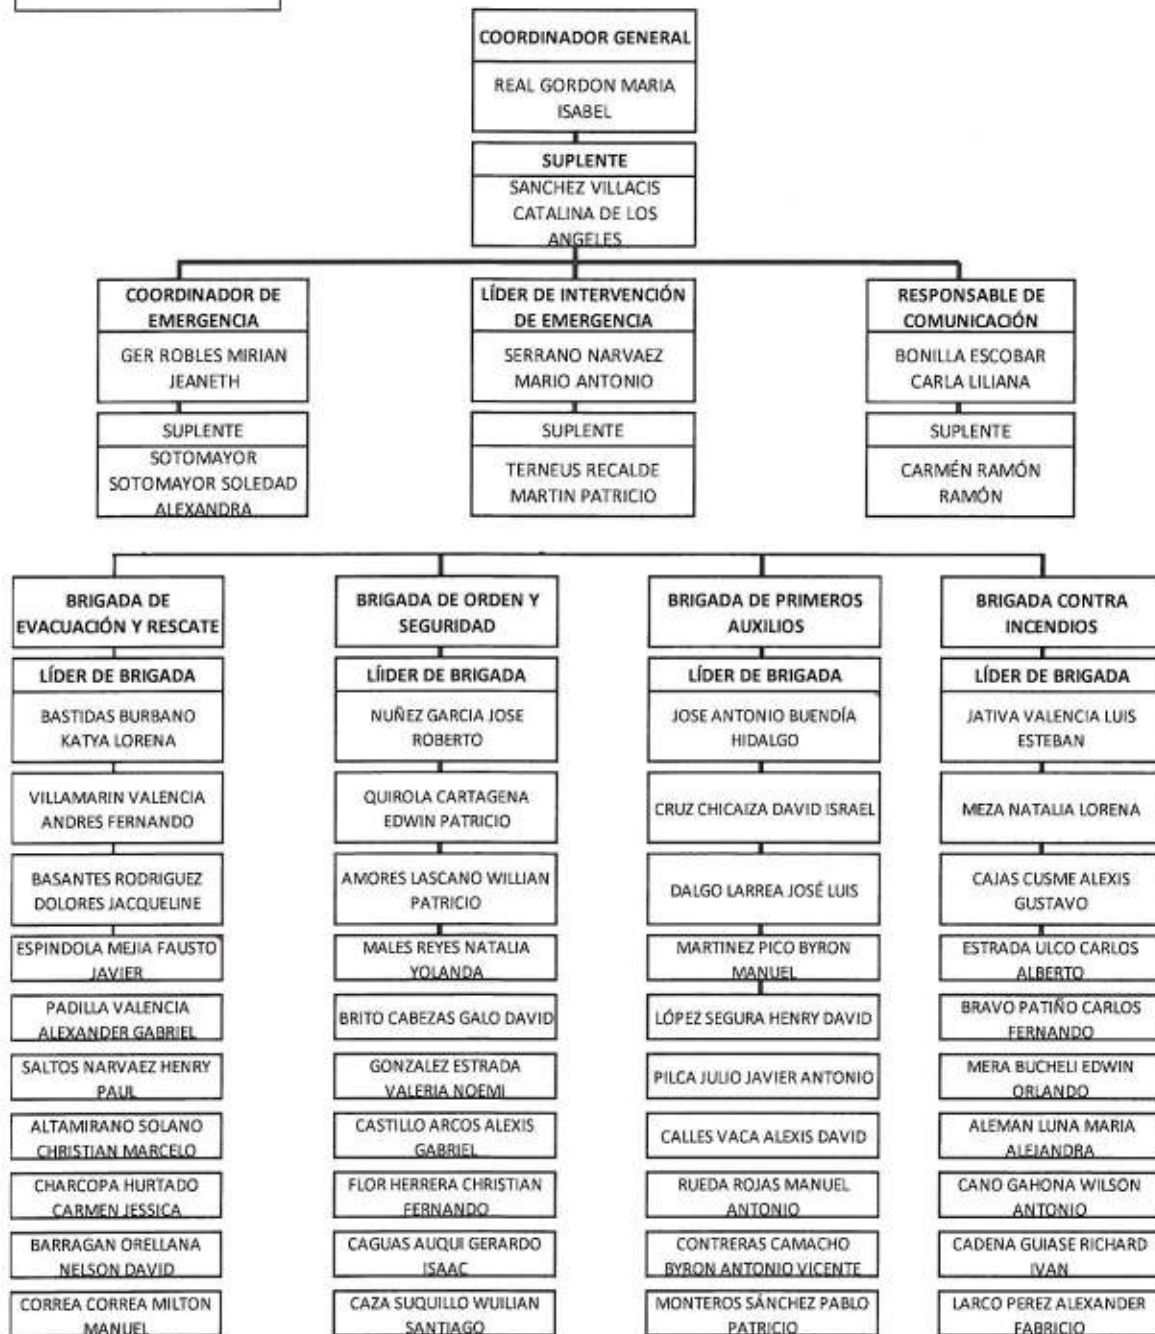 COORDINADOR GENERAL
REAL GORDON MARIA
ISABEL
SUPLENTE
SANCHEZ VILLACIS
CATALINA DE LOS
ANGELES
COORDINADOR DE
EMERGENCIA
GER ROBLES MIRIAN
JEANETH
SUPLENTE
SOTOMAYOR
SOTOMAYOR SOLEDAD
ALEXANDRA
LÍDER DE INTERVENCIÓN
DE EMERGENCIA
SERRANO NARVAEZ
MARIO ANTONIO
SUPLENTE
TERNEUS RECALDE
MARTIN PATRICIO
RESPONSABLE DE
COMUNICACIÓN
BONILLA ESCOBAR
CARLA LILIANA
SUPLENTE
CARMÉN RAMÓN
RAMÓN
BRIGADA DE
EVACUACIÓN Y RESCATE
LÍDER DE BRIGADA
BASTIDAS BURBANO
KATYA LORENA
VILLAMARIN VALENCIA
ANDRES FERNANDO
BASANTES RODRIGUEZ
DOLORES JACQUELINE
ESPINDOLA MEJIA FAUSTO
JAVIER
PADILLA VALENCIA
ALEXANDER GABRIEL
SALTOS NARVAEZ HENRY
PAUL
ALTAMIRANO SOLANO
CHRISTIAN MARCELO
CHARCOPA HURTADO
CARMEN JESSICA
BARRAGAN ORELLANA
NELSON DAVID
CORREA CORREA MILTON
MANUEL
BRIGADA DE ORDEN Y
SEGURIDAD
LÍIDER DE BRIGADA
NUÑEZ GARCIA JOSE
ROBERTO
QUIROLA CARTAGENA
EDWIN PATRICIO
AMORES LASCANO WILLIAN
PATRICIO
MALES REYES NATALIA
YOLANDA
BRITO CABEZAS GALO DAVID
GONZALEZ ESTRADA
VALERIA NOEMI
CASTILLO ARCOS ALEXIS
GABRIEL
FLOR HERRERA CHRISTIAN
FERNANDO
CAGUAS AUQUI GERARDO
ISAAC
CAZA SUQUILLO WUILIAN
SANTIAGO
BRIGADA DE PRIMEROS
AUXILIOS
LÍDER DE BRIGADA
JOSE ANTONIO BUENDÍA
HIDALGO
CRUZ CHICAIZA DAVID ISRAEL
DALGO LARREA JOSÉ LUIS
MARTINEZ PICO BYRON
MANUEL
LÓPEZ SEGURA HENRY DAVID
PILCA JULIO JAVIER ANTONIO
CALLES VACA ALEXIS DAVID
RUEDA ROJAS MANUEL
ANTONIO
CONTRERAS CAMACHO
BYRON ANTONIO VICENTE
MONTEROS SÁNCHEZ PABLO
PATRICIO
BRIGADA CONTRA
INCENDIOS
LÍDER DE BRIGADA
JATIVA VALENCIA LUIS
ESTEBAN
MEZA NATALIA LORENA
CAJAS CUSME ALEXIS
GUSTAVO
ESTRADA ULCO CARLOS
ALBERTO
BRAVO PATIÑO CARLOS
FERNANDO
MERA BUCHELI EDWIN
ORLANDO
ALEMAN LUNA MARIA
ALEJANDRA
CANO GAHONA WILSON
ANTONIO
CADENA GUIASE RICHARD
IVAN
LARCO PEREZ ALEXANDER
FABRICIO